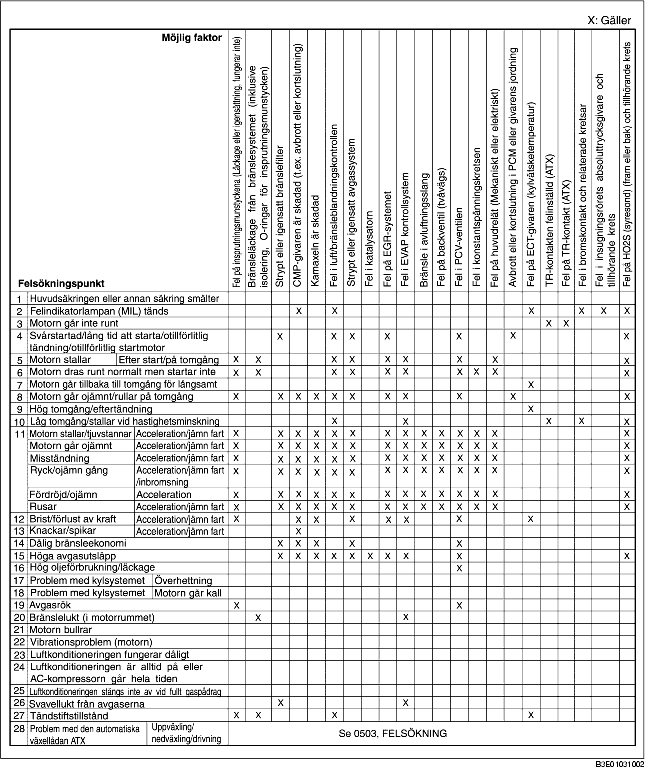 X: Gäller
Möjlig faktor
Felsökningspunkt
Fel på insprutningsmunstyckena (Läckage eller igensättning, fungerar inte)
Bränsleläckage från bränslesystemet (inklusive
isolering, O-ringar för insprutningsmunstycken)
Strypt eller igensatt bränslefilter
CMP-givaren är skadad (t.ex. avbrott eller kortslutning)
Kamaxeln är skadad
Fel i luft/bränsleblandningskontrollen
Strypt eller igensatt avgassystem
Fel i katalysatorn
Fel på EGR-systemet
Fel i EVAP kontrollsystem
Bränsle i avluftningsslang
Fel på backventil (tvåvägs)
Fel i PCV-ventilen
Fel i konstantspänningskretsen
Fel på huvudrelät (Mekaniskt eller elektriskt)
Avbrott eller kortslutning i PCM eller givarens jordning
Fel på ECT-givaren (kylvätsketemperatur)
TR-kontakten felinställd (ATX)
Fel på TR-kontakt (ATX)
Fel i bromskontakt och relaterade kretsar
Fel i insugningsrörets absoluttrycksgivare och
tillhörande krets
Fel på HO2S (syresond) (fram eller bak) och tillhörande krets
1 Huvudsäkringen eller annan säkring smälter
2 Felindikatorlampan (MIL) tänds X X X X X X
3 Motorn går inte runt X X
4 Svårstartad/lång tid att starta/otillförlitlig
tändning/otillförlitlig startmotor X X X X X X X
5 Motorn stallar Efter start/på tomgång X X X X X X X X X
6 Motorn dras runt normalt men startar inte X X X X X X X X X X
7 Motorn går tillbaka till tomgång för långsamt X
8 Motorn går ojämnt/rullar på tomgång X X X X X X X X X X X
9 Hög tomgång/eftertändning X
10 Låg tomgång/stallar vid hastighetsminskning X X X X X
11 Motorn stallar/tjuvstannar Acceleration/jämn fart X X X X X X X X X X X X X X
Motorn går ojämnt Acceleration/jämn fart X X X X X X X X X X X X X X
Misständning Acceleration/jämn fart X X X X X X X X X X X X X X
Ryck/ojämn gång Acceleration/jämn fart
/inbromsning X X X X X X X X X X X X X X
Fördröjd/ojämn Acceleration X X X X X X X X X X X X X X
Rusar Acceleration/jämn fart X X X X X X X X X X X X X X
12 Brist/förlust av kraft Acceleration/jämn fart X X X X X X X X X
13 Knackar/spikar Acceleration/jämn fart X
14 Dålig bränsleekonomi X X X X X
15 Höga avgasutsläpp X X X X X X X X X X
16 Hög oljeförbrukning/läckage X
17 Problem med kylsystemet Överhettning
18 Problem med kylsystemet Motorn går kall
19 Avgasrök X X
20 Bränslelukt (i motorrummet) X X
21 Motorn bullrar
22 Vibrationsproblem (motorn)
23 Luftkonditioneringen fungerar dåligt
24 Luftkonditioneringen är alltid på eller
AC-kompressorn går hela tiden
25 Luftkonditioneringen stängs inte av vid fullt gaspådrag
26 Svavellukt från avgaserna X X
27 Tändstiftstillstånd X X X X
28 Problem med den automatiska
växellådan ATX Uppväxling/
nedväxling/drivning Se 0503, FELSÖKNING
B3E01031002